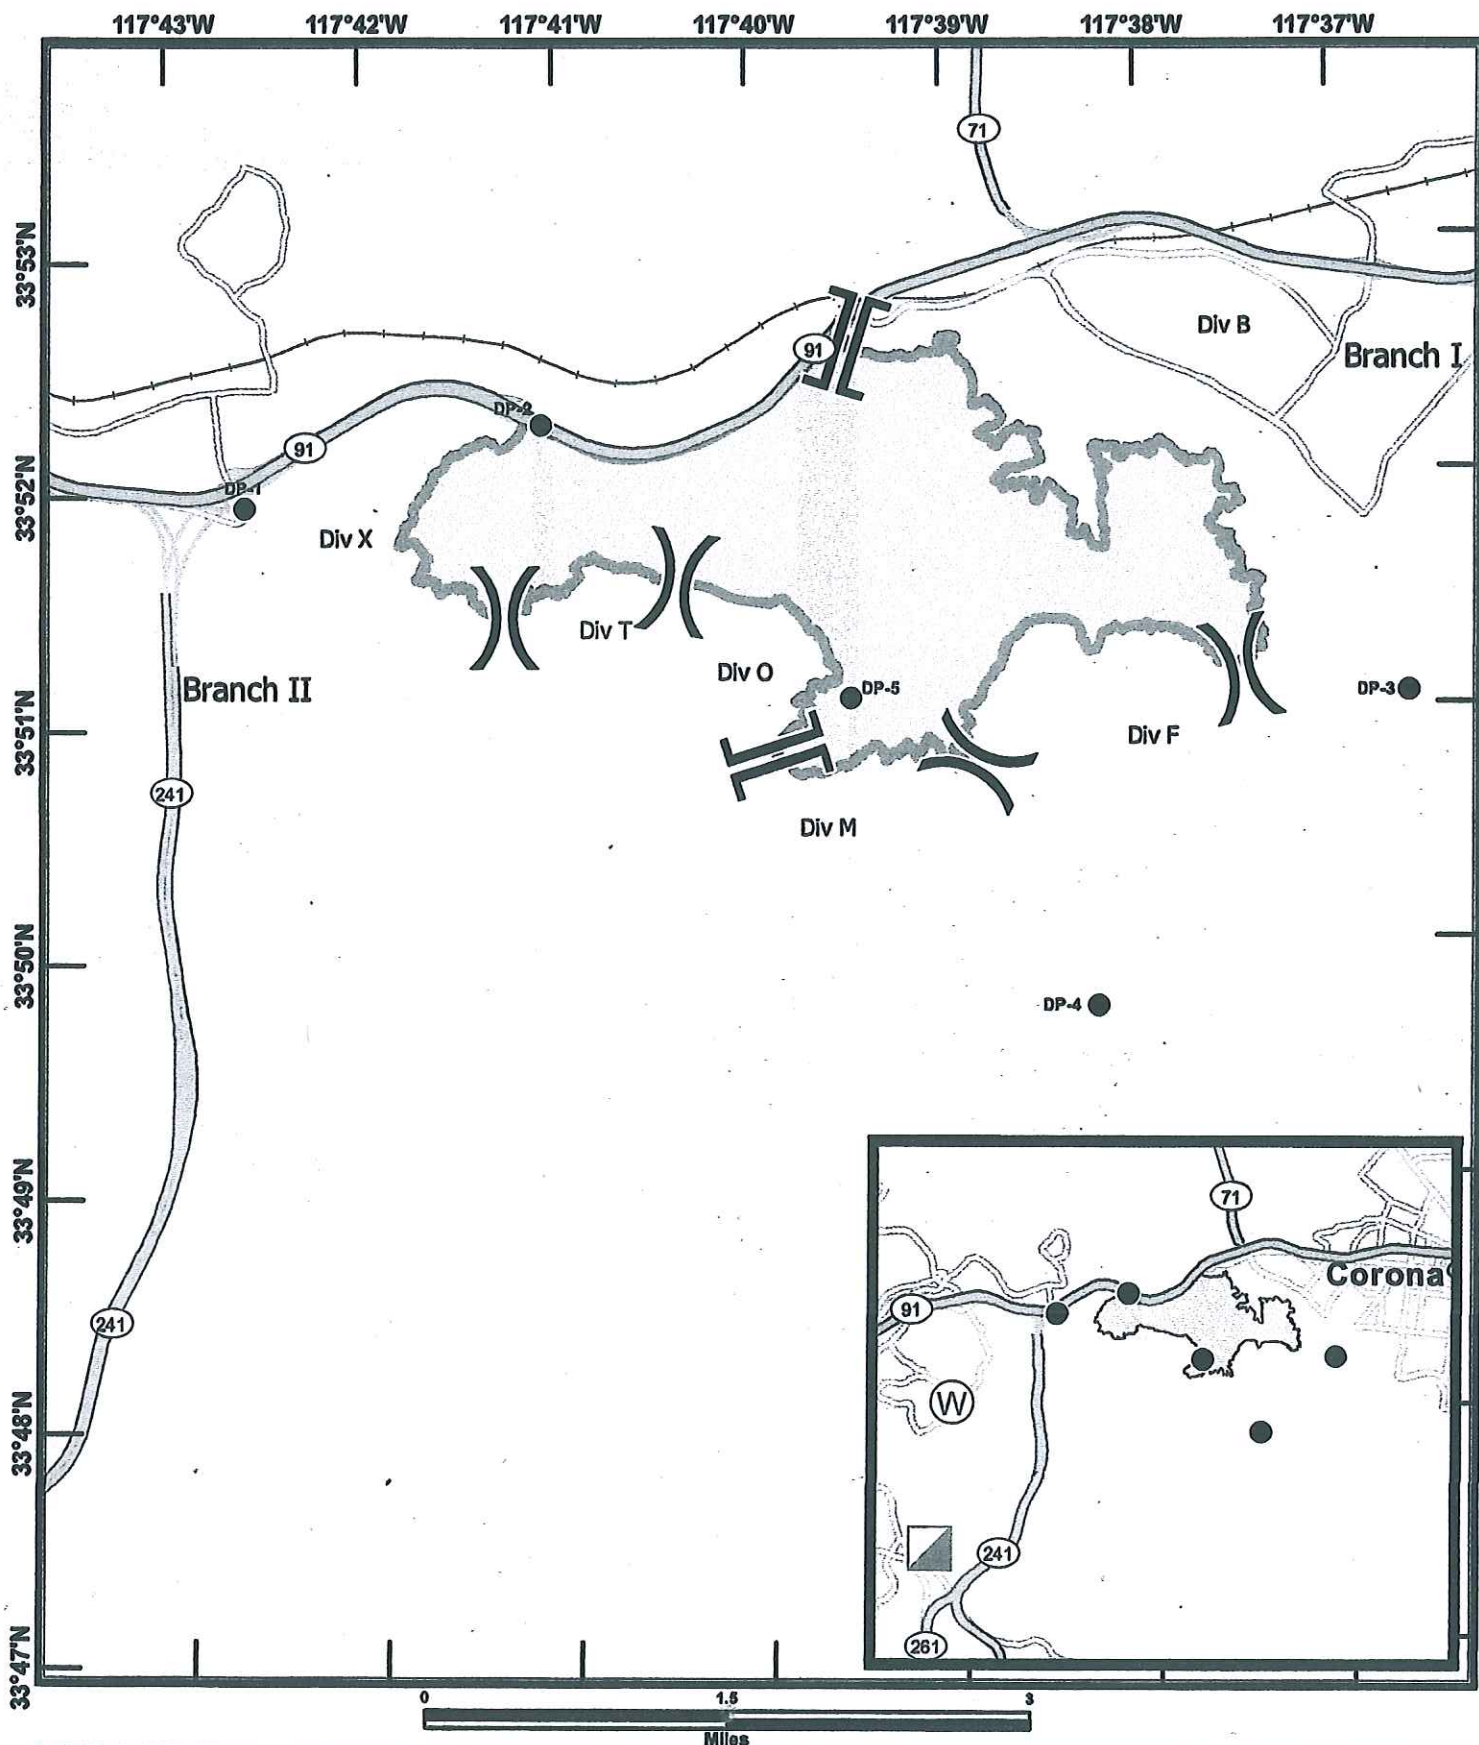 117°43'W 117°42'W 117°41'W 117°40'W 117°39'W 117°38'W 117°37'W
71
33°53'N
Div B
91
Branch I
DP-2
91
33°52'N
DP-1
Div X
Div T
Div O
DP-5
DP-3
Branch II
33°51'N
Div F
241
Div M
33°50'N
DP-4
33°49'N
71
Corona
91
241
W
33°48'N
241
261
33°47'N
0 1.5 3
Miles